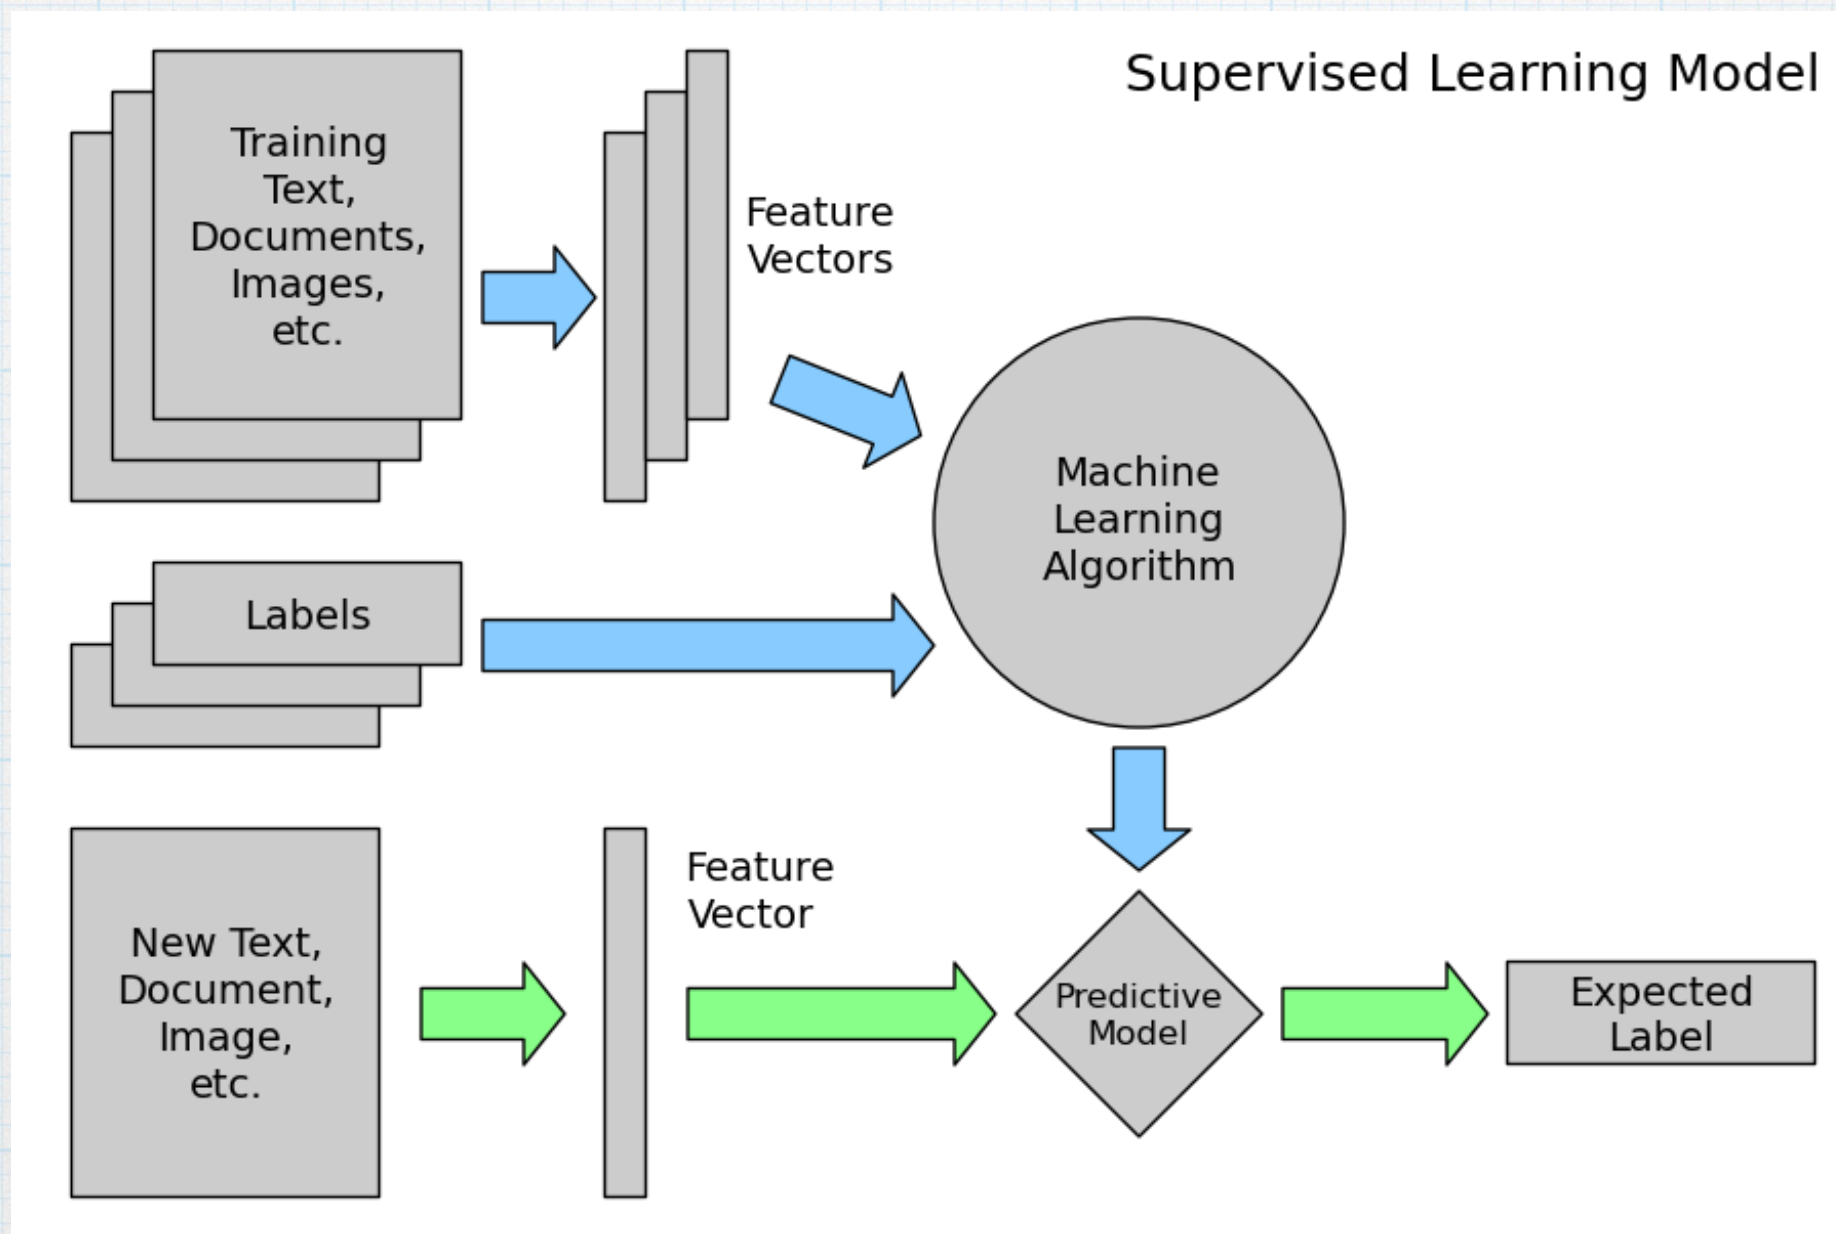 Supervised Learning Model
Training
Text,
Documents,
Images,
etc.
Feature
Vectors
Machine
Learning
Algorithm
Labels
Feature
Vector
New Text,
Document,
Image,
etc.
Predictive
Model
Expected
Label